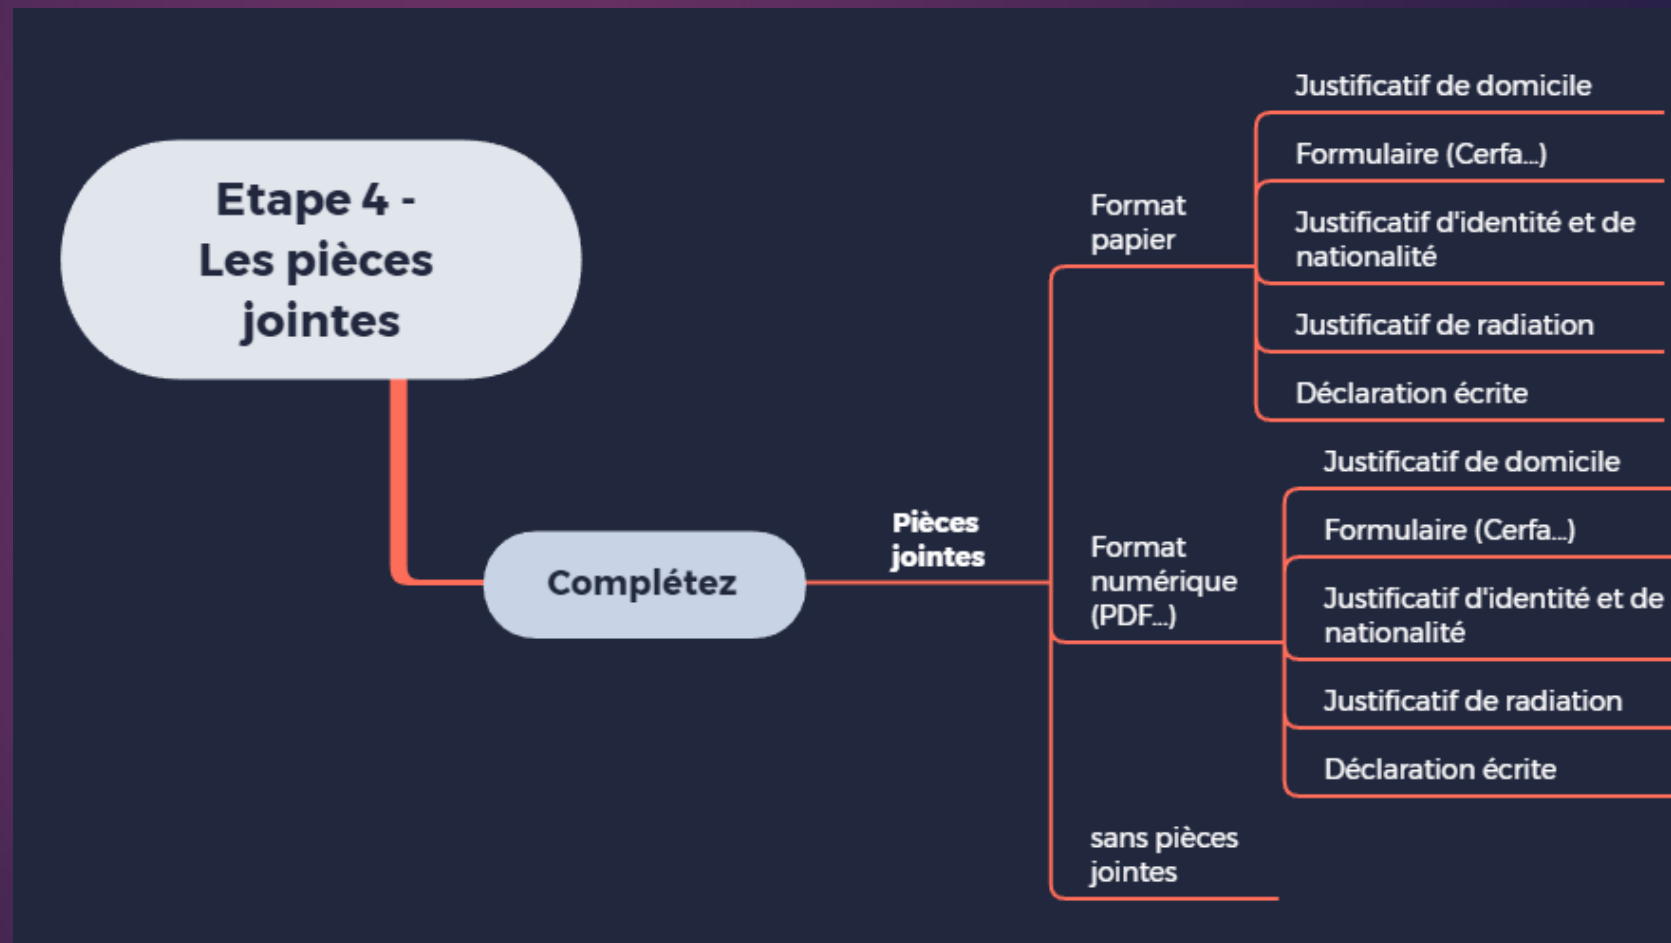 Etape 4 -
Les pièces
jointes
Complétez
Pièces
jointes
Format
papier
Justificatif de domicile
Formulaire (Cerfa...)
Justificatif d'identité et de
nationalité
Justificatif de radiation
Déclaration écrite
Format
numérique
(PDF...)
Justificatif de domicile
Formulaire (Cerfa...)
Justificatif d'identité et de
nationalité
Justificatif de radiation
Déclaration écrite
sans pièces
jointes